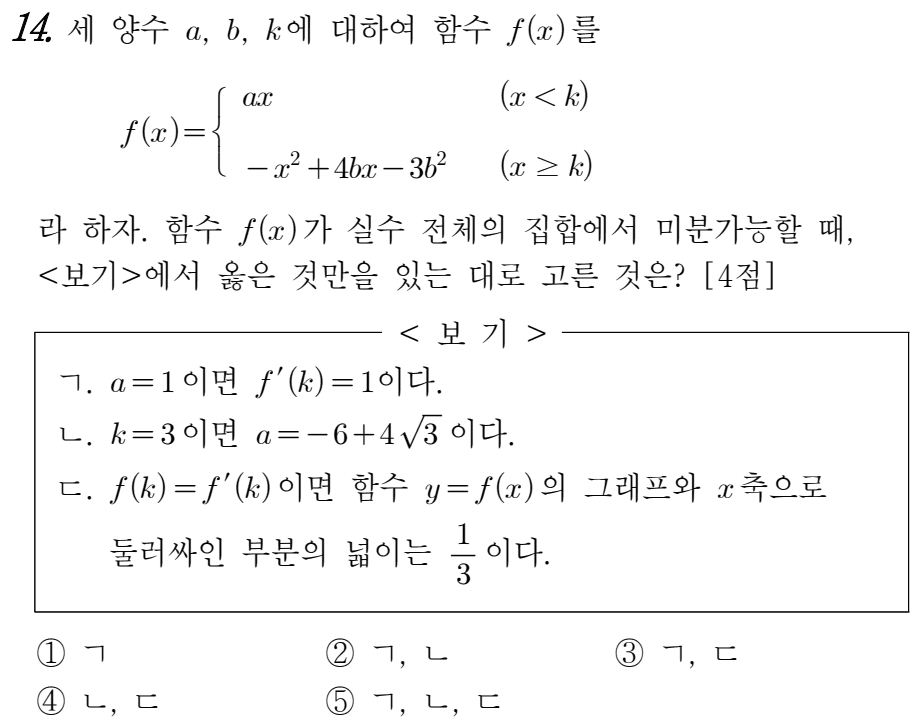 14. 세 양수 a, b, k에 대하여 함수 f(x)를
f(x)={ ax (x<k)
-x²+4bx-3b² (x≥k)
라 하자. 함수 f(x)가 실수 전체의 집합에서 미분가능할 때,
<보기>에서 옳은 것만을 있는 대로 고른 것은? [4점]
< 보 기 >
ㄱ. a=1이면 f′(k)=1이다.
ㄴ. k=3이면 a=-6+4√3 이다.
ㄷ. f(k)=f′(k)이면 함수 y=f(x)의 그래프와 x축으로
둘러싸인 부분의 넓이는 1/3 이다.
① ㄱ ② ㄱ, ㄴ ③ ㄱ, ㄷ
④ ㄴ, ㄷ ⑤ ㄱ, ㄴ, ㄷ